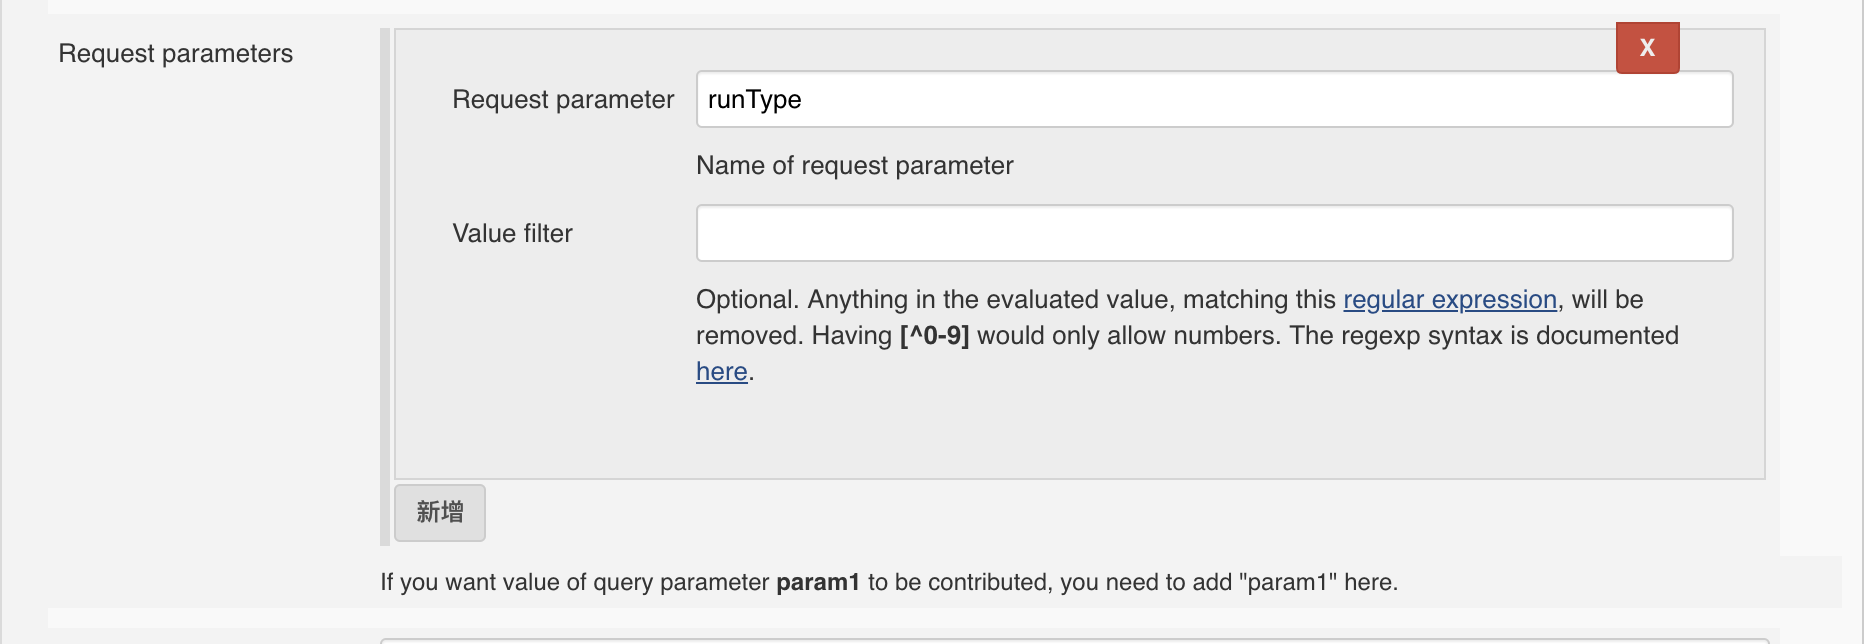 Request parameters
X
Request parameter
runType
Name of request parameter
Value filter
Optional. Anything in the evaluated value, matching this regular expression, will be
removed. Having [^0-9] would only allow numbers. The regexp syntax is documented
here.
新增
If you want value of query parameter param1 to be contributed, you need to add "param1" here.